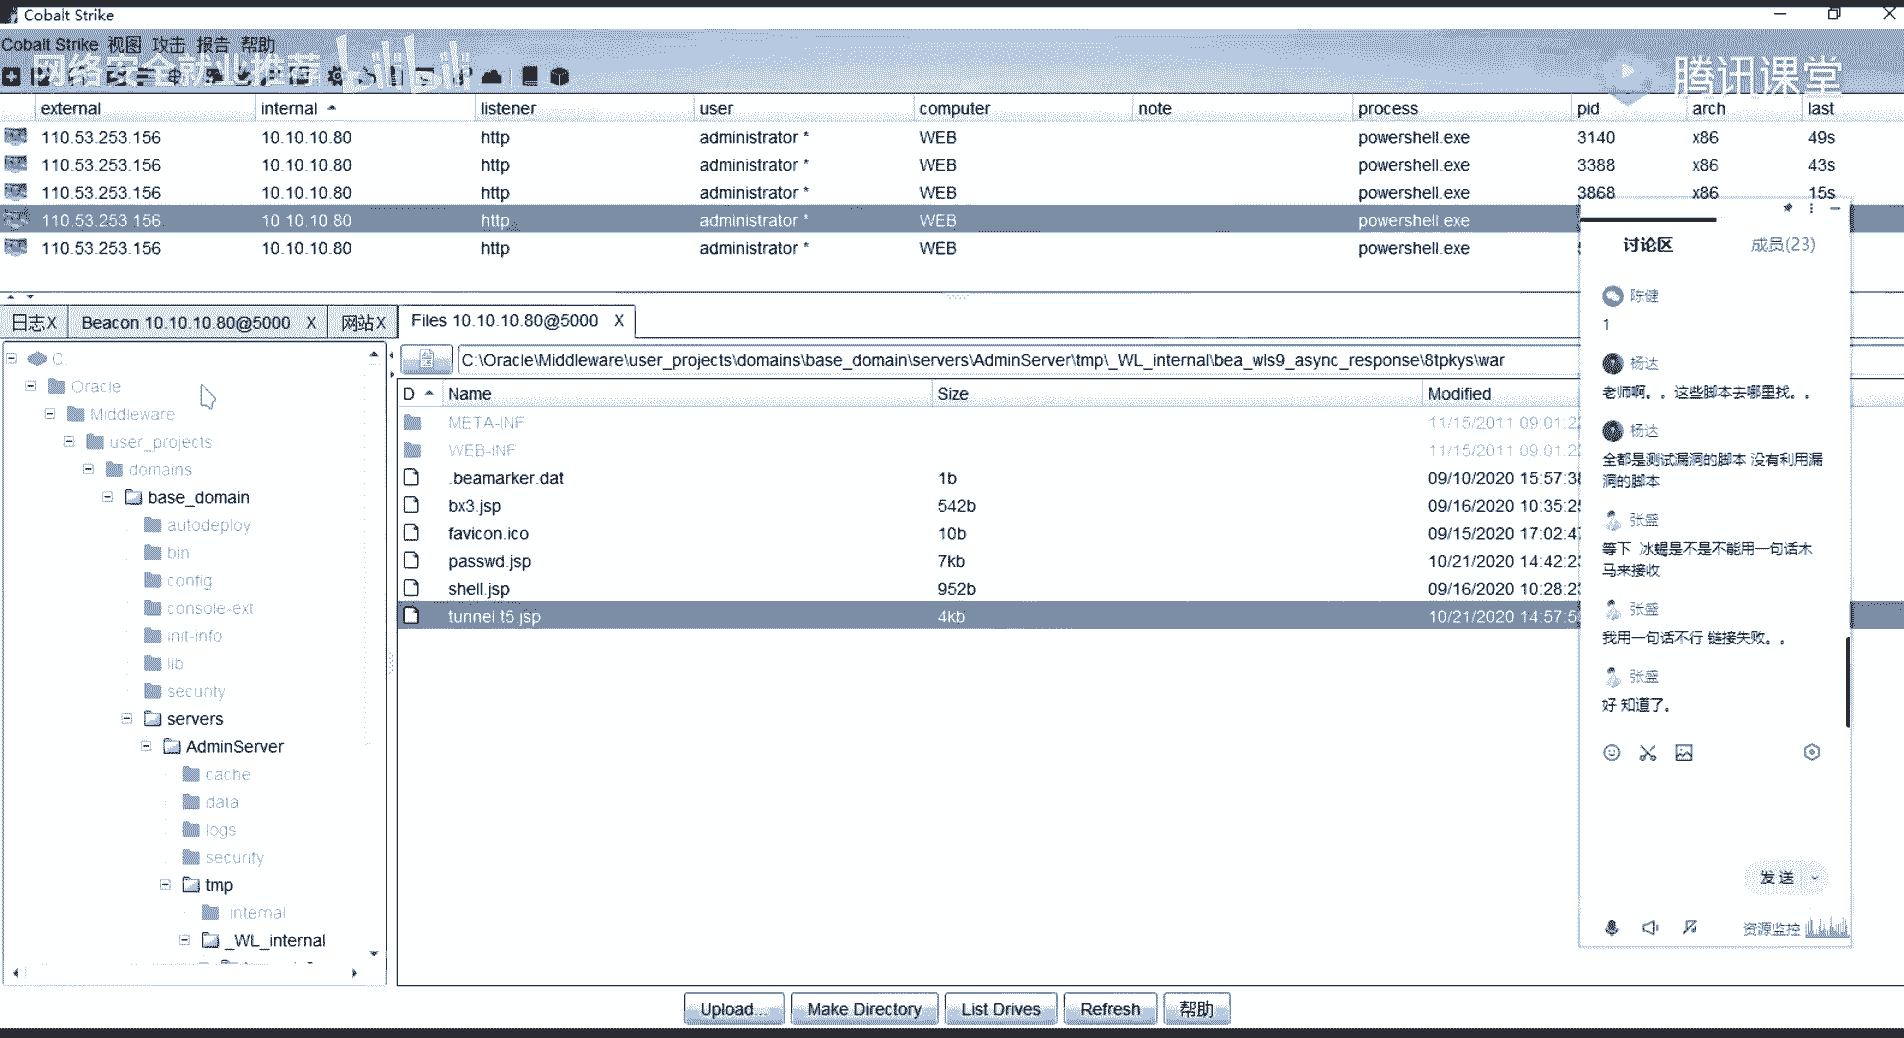 Cobalt Strike
Cobalt Strike 视图 攻击 报告 帮助
网络安全就业推荐 bilibili
腾讯课堂
external internal listener user computer note process pid arch last
110.53.253.156 10.10.10.80 http administrator * WEB powershell.exe 3140 x86 49s
110.53.253.156 10.10.10.80 http administrator * WEB powershell.exe 3388 x86 43s
110.53.253.156 10.10.10.80 http administrator * WEB powershell.exe 3868 x86 15s
110.53.253.156 10.10.10.80 http administrator * WEB powershell.exe
110.53.253.156 10.10.10.80 http administrator * WEB powershell.exe
日志X Beacon 10.10.10.80@5000 X 网站X Files 10.10.10.80@5000 X
C:
Oracle
Middleware
user_projects
domains
base_domain
autodeploy
bin
config
console-ext
init-info
lib
security
servers
AdminServer
cache
data
logs
security
tmp
internal
_WL_internal
C:\Oracle\Middleware\user_projects\domains\base_domain\servers\AdminServer\tmp\_WL_internal\bea_wls9_async_response\8tpkys\war
D Name Size Modified
META-INF 11/15/2011 09:01:2
WEB-INF 11/15/2011 09:01:2
.beamarker.dat 1b 09/10/2020 15:57:3
bx3.jsp 542b 09/16/2020 10:35:2
favicon.ico 10b 09/15/2020 17:02:4
passwd.jsp 7kb 10/21/2020 14:42:2
shell.jsp 952b 09/16/2020 10:28:2
tunnel.t5.jsp 4kb 10/21/2020 14:57:5
讨论区 成员(23)
陈健
1
杨达
老师啊。。这些脚本去哪里找。。
杨达
全都是测试漏洞的脚本 没有利用漏
洞的脚本
张盛
等下 冰蝎是不是不能用一句话木
马来接收
张盛
我用一句话不行 链接失败。。
张盛
好 知道了。
发送
资源监控
Upload... Make Directory List Drives Refresh 帮助